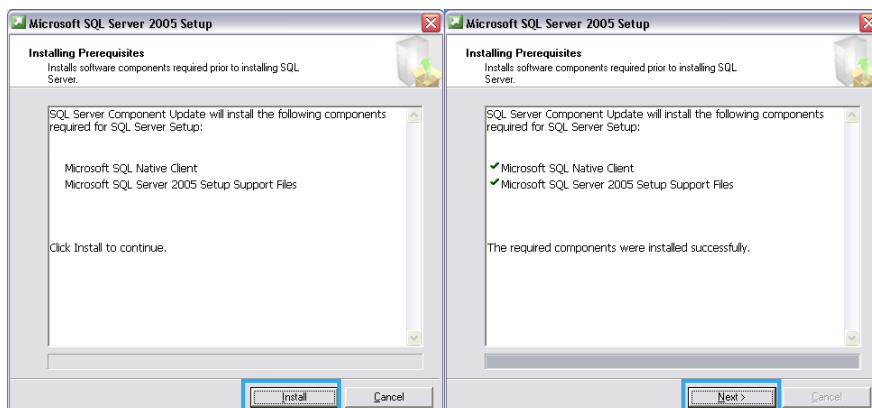 Microsoft SQL Server 2005 Setup
Installing Prerequisites
Installs software components required prior to installing SQL
Server.
SQL Server Component Update will install the following components
required for SQL Server Setup:
Microsoft SQL Native Client
Microsoft SQL Server 2005 Setup Support Files
Click Install to continue.
Install
Cancel
Microsoft SQL Server 2005 Setup
Installing Prerequisites
Installs software components required prior to installing SQL
Server.
SQL Server Component Update will install the following components
required for SQL Server Setup:
Microsoft SQL Native Client
Microsoft SQL Server 2005 Setup Support Files
The required components were installed successfully.
Next >
Cancel